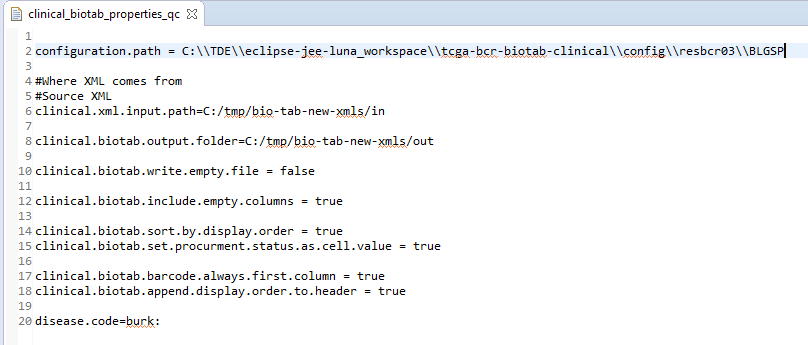 clinical_biotab_properties_qc
1
2 configuration.path = C:\\TDE\\eclipse-jee-luna_workspace\\tcga-bcr-biotab-clinical\\config\\resbcr03\\BLGSP
3
4 #Where XML comes from
5 #Source XML
6 clinical.xml.input.path=C:/tmp/bio-tab-new-xmls/in
7
8 clinical.biotab.output.folder=C:/tmp/bio-tab-new-xmls/out
9
10 clinical.biotab.write.empty.file = false
11
12 clinical.biotab.include.empty.columns = true
13
14 clinical.biotab.sort.by.display.order = true
15 clinical.biotab.set.procurment.status.as.cell.value = true
16
17 clinical.biotab.barcode.always.first.column = true
18 clinical.biotab.append.display.order.to.header = true
19
20 disease.code=burk: